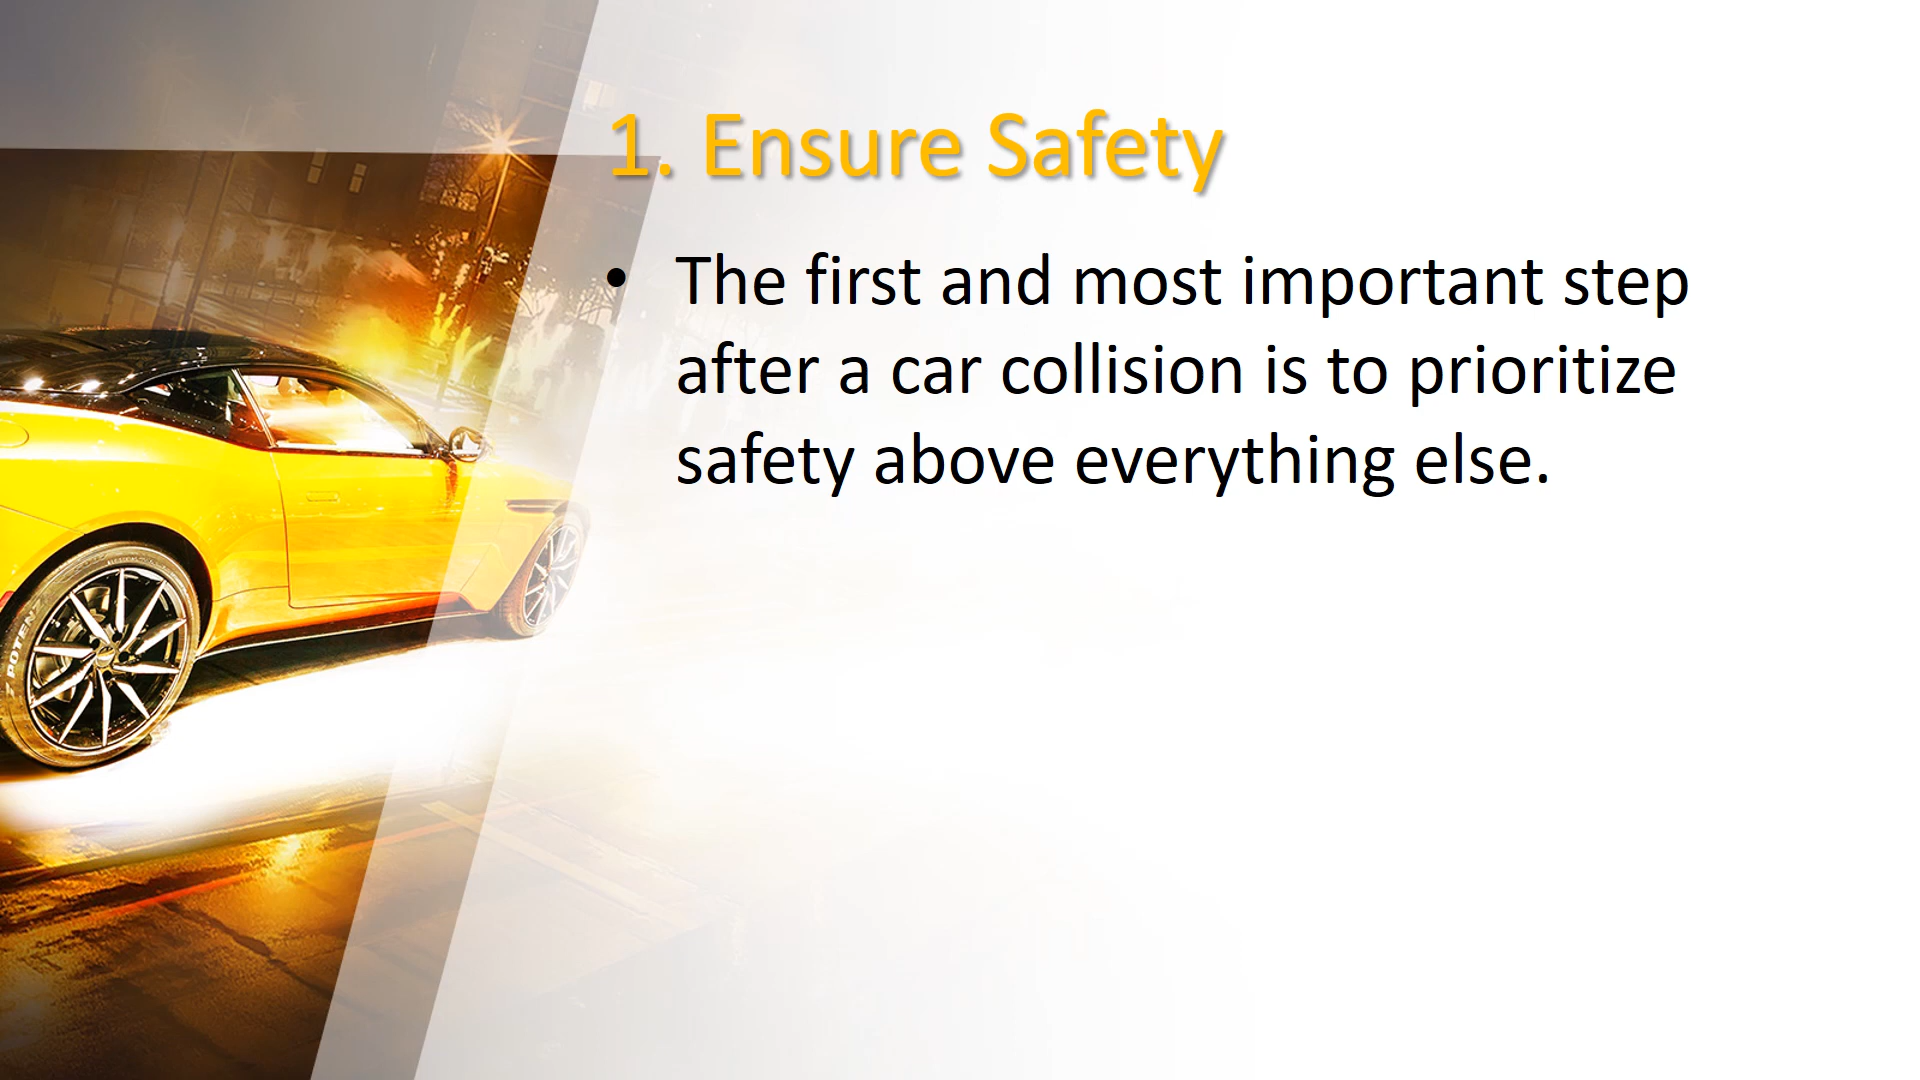 1. Ensure Safety
• The first and most important step
after a car collision is to prioritize
safety above everything else.
POTENZ